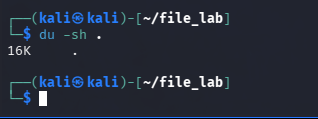 ┌──(kali㉿kali)-[~/file_lab]
└─$ du -sh .
16K     .
┌──(kali㉿kali)-[~/file_lab]
└─$